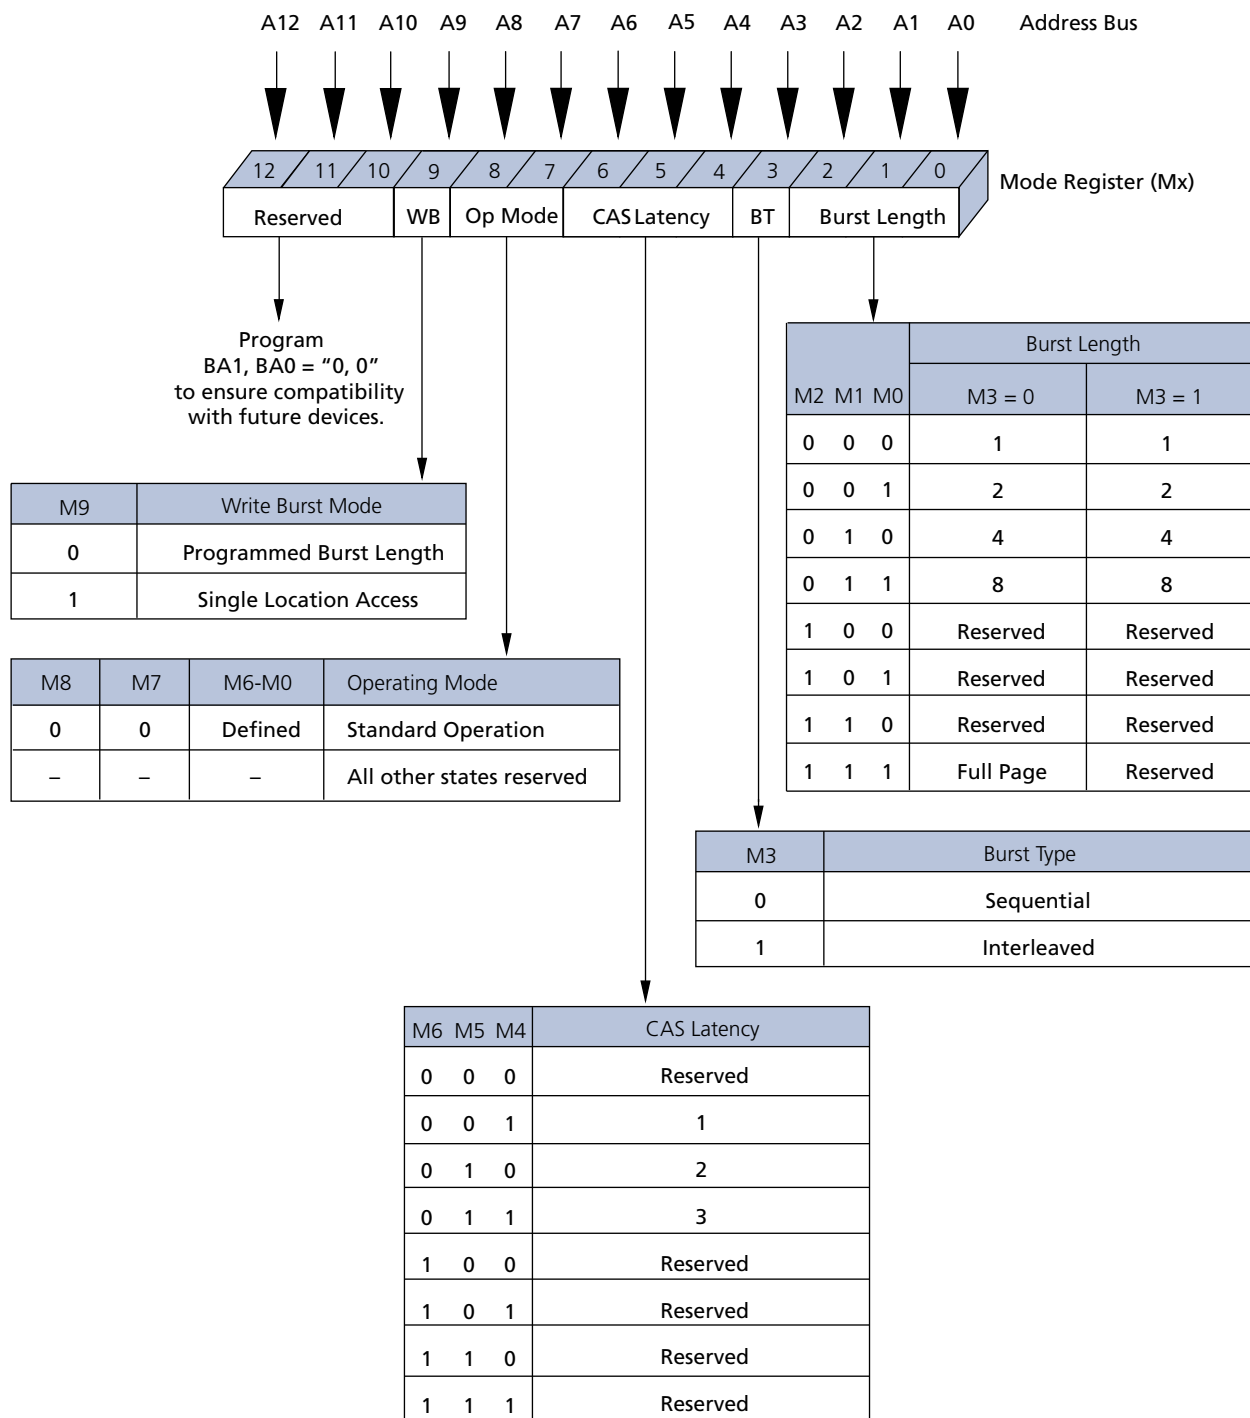 A12 A11 A10 A9 A8 A7 A6 A5 A4 A3 A2 A1 A0 Address Bus
12 11 10 9 8 7 6 5 4 3 2 1 0
Mode Register (Mx)
Reserved WB Op Mode CAS Latency BT Burst Length
Program
BA1, BA0 = “0, 0”
to ensure compatibility
with future devices.
Burst Length
M2 M1 M0 M3 = 0 M3 = 1
0 0 0 1 1
0 0 1 2 2
0 1 0 4 4
0 1 1 8 8
1 0 0 Reserved Reserved
1 0 1 Reserved Reserved
1 1 0 Reserved Reserved
1 1 1 Full Page Reserved
M9 Write Burst Mode
0 Programmed Burst Length
1 Single Location Access
M8 M7 M6-M0 Operating Mode
0 0 Defined Standard Operation
– – – All other states reserved
M3 Burst Type
0 Sequential
1 Interleaved
M6 M5 M4 CAS Latency
0 0 0 Reserved
0 0 1 1
0 1 0 2
0 1 1 3
1 0 0 Reserved
1 0 1 Reserved
1 1 0 Reserved
1 1 1 Reserved